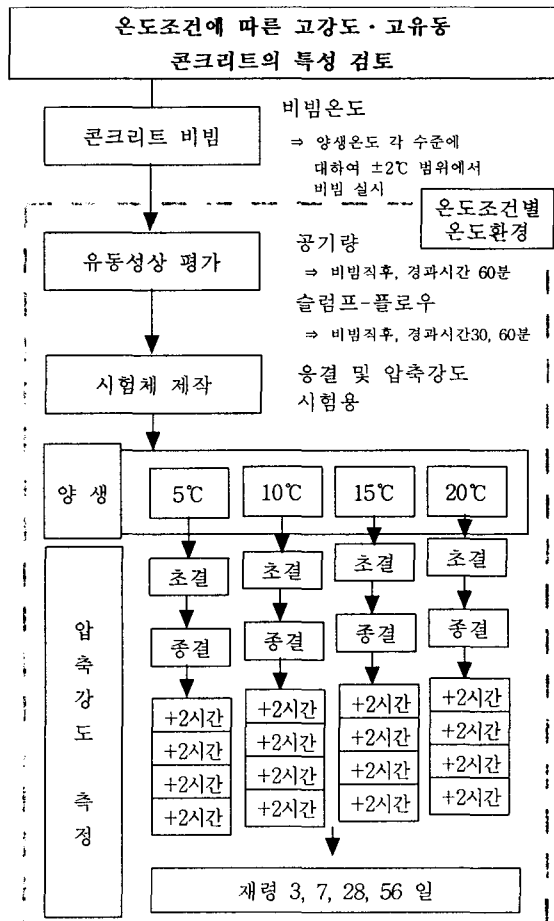 온도조건에 따른 고강도·고유동
콘크리트의 특성 검토
콘크리트 비빔
비빔온도
⇒ 양생온도 각 수준에
대하여 ±2℃ 범위에서
비빔 실시
온도조건별
온도환경
유동성상 평가
공기량
⇒ 비빔직후, 경과시간 60분
슬럼프-플로우
⇒ 비빔직후, 경과시간30, 60분
시험체 제작
응결 및 압축강도
시험용
양 생
5℃ 10℃ 15℃ 20℃
압축강도 측정
초결 초결 초결 초결
종결 종결 종결 종결
+2시간 +2시간 +2시간 +2시간
+2시간 +2시간 +2시간 +2시간
+2시간 +2시간 +2시간 +2시간
+2시간 +2시간 +2시간 +2시간
재령 3, 7, 28, 56 일